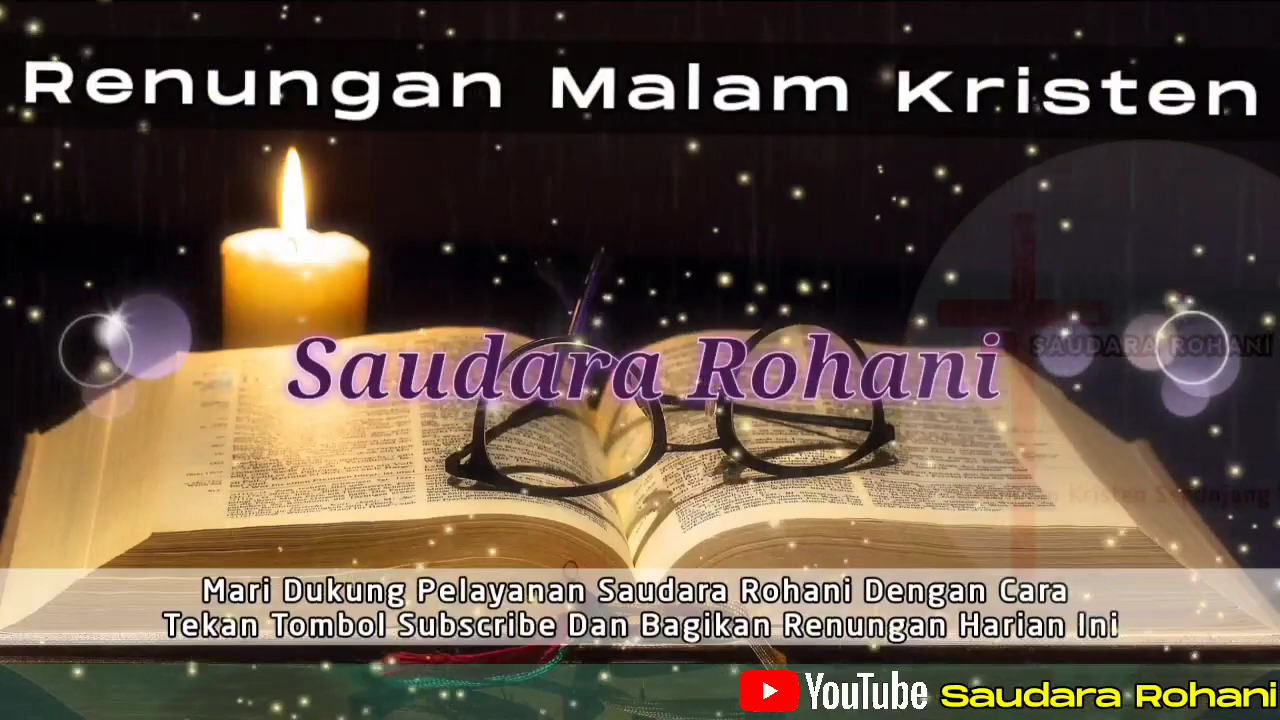 Renungan Malam Kristen
Saudara Rohani
SAUDARA ROHANI
Mari Dukung Pelayanan Saudara Rohani Dengan Cara
Tekan Tombol Subscribe Dan Bagikan Renungan Harian Ini
YouTube Saudara Rohani